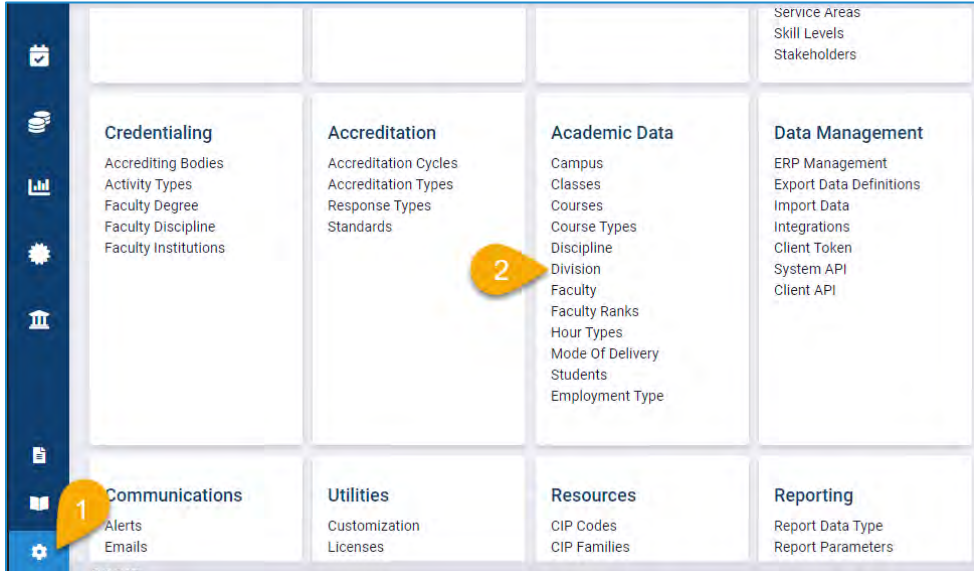 Service Areas
Skill Levels
Stakeholders
Credentialing
Accrediting Bodies
Activity Types
Faculty Degree
Faculty Discipline
Faculty Institutions
Accreditation
Accreditation Cycles
Accreditation Types
Response Types
Standards
Academic Data
Campus
Classes
Courses
Course Types
Discipline
2
Division
Faculty
Faculty Ranks
Hour Types
Mode Of Delivery
Students
Employment Type
Data Management
ERP Management
Export Data Definitions
Import Data
Integrations
Client Token
System API
Client API
1
Communications
Alerts
Emails
Utilities
Customization
Licenses
Resources
CIP Codes
CIP Families
Reporting
Report Data Type
Report Parameters